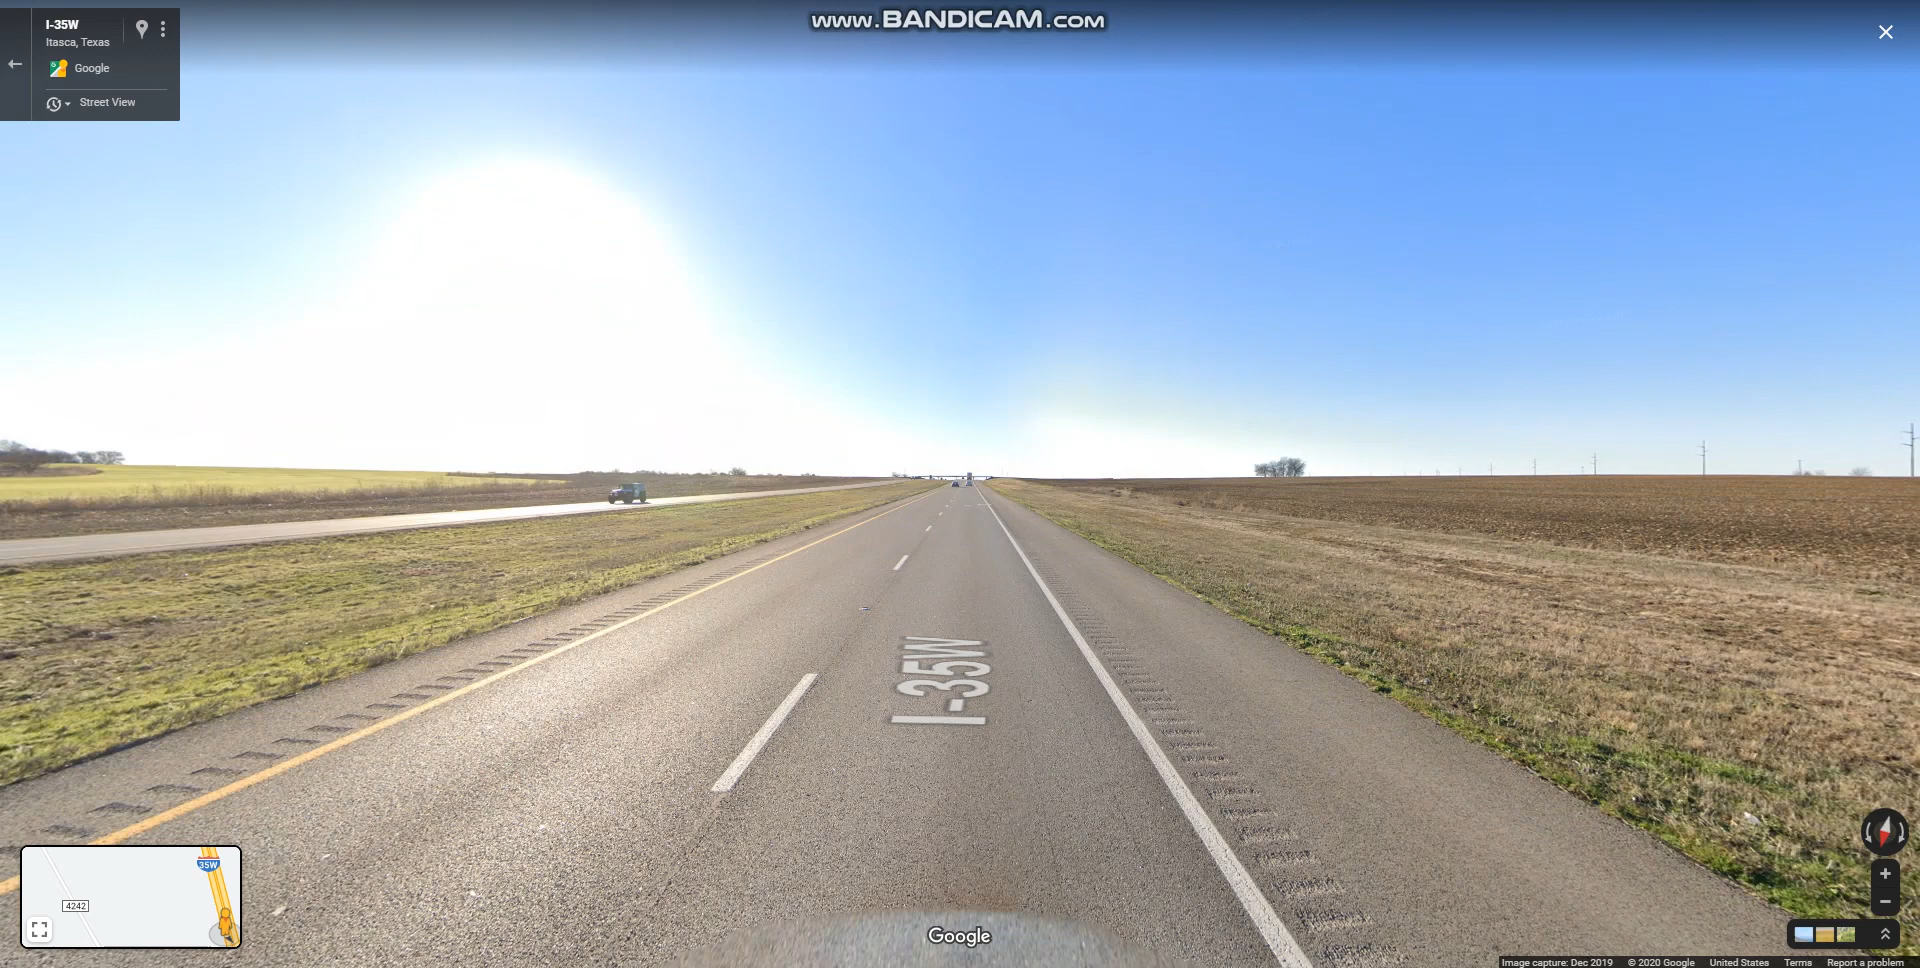 I-35W
Itasca, Texas
Google
Street View
www.BANDICAM.COM
I-35W
35W
4242
Google
Image capture: Dec 2019 © 2020 Google United States Terms Report a problem